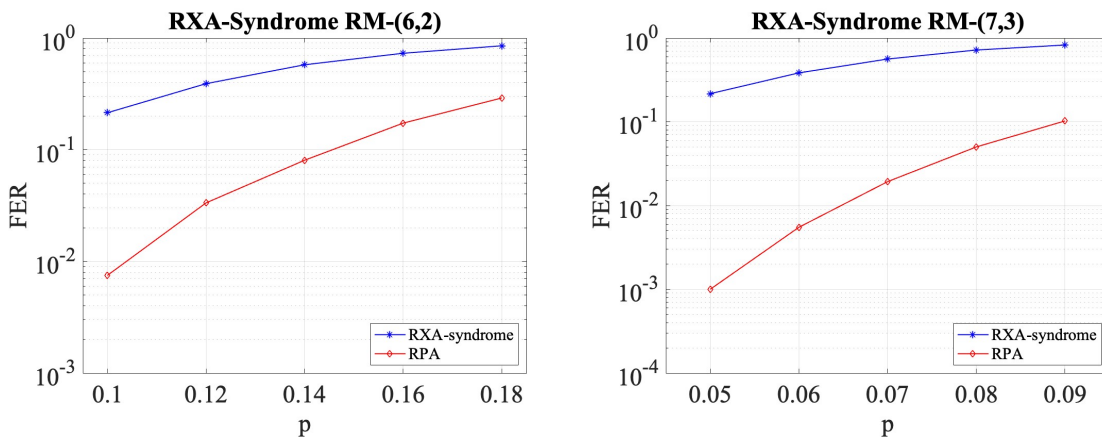 RXA-Syndrome RM-(6,2)
10^0
10^-1
10^-2
10^-3
FER
0.1 0.12 0.14 0.16 0.18
p
RXA-syndrome
RPA
RXA-Syndrome RM-(7,3)
10^0
10^-1
10^-2
10^-3
10^-4
FER
0.05 0.06 0.07 0.08 0.09
p
RXA-syndrome
RPA